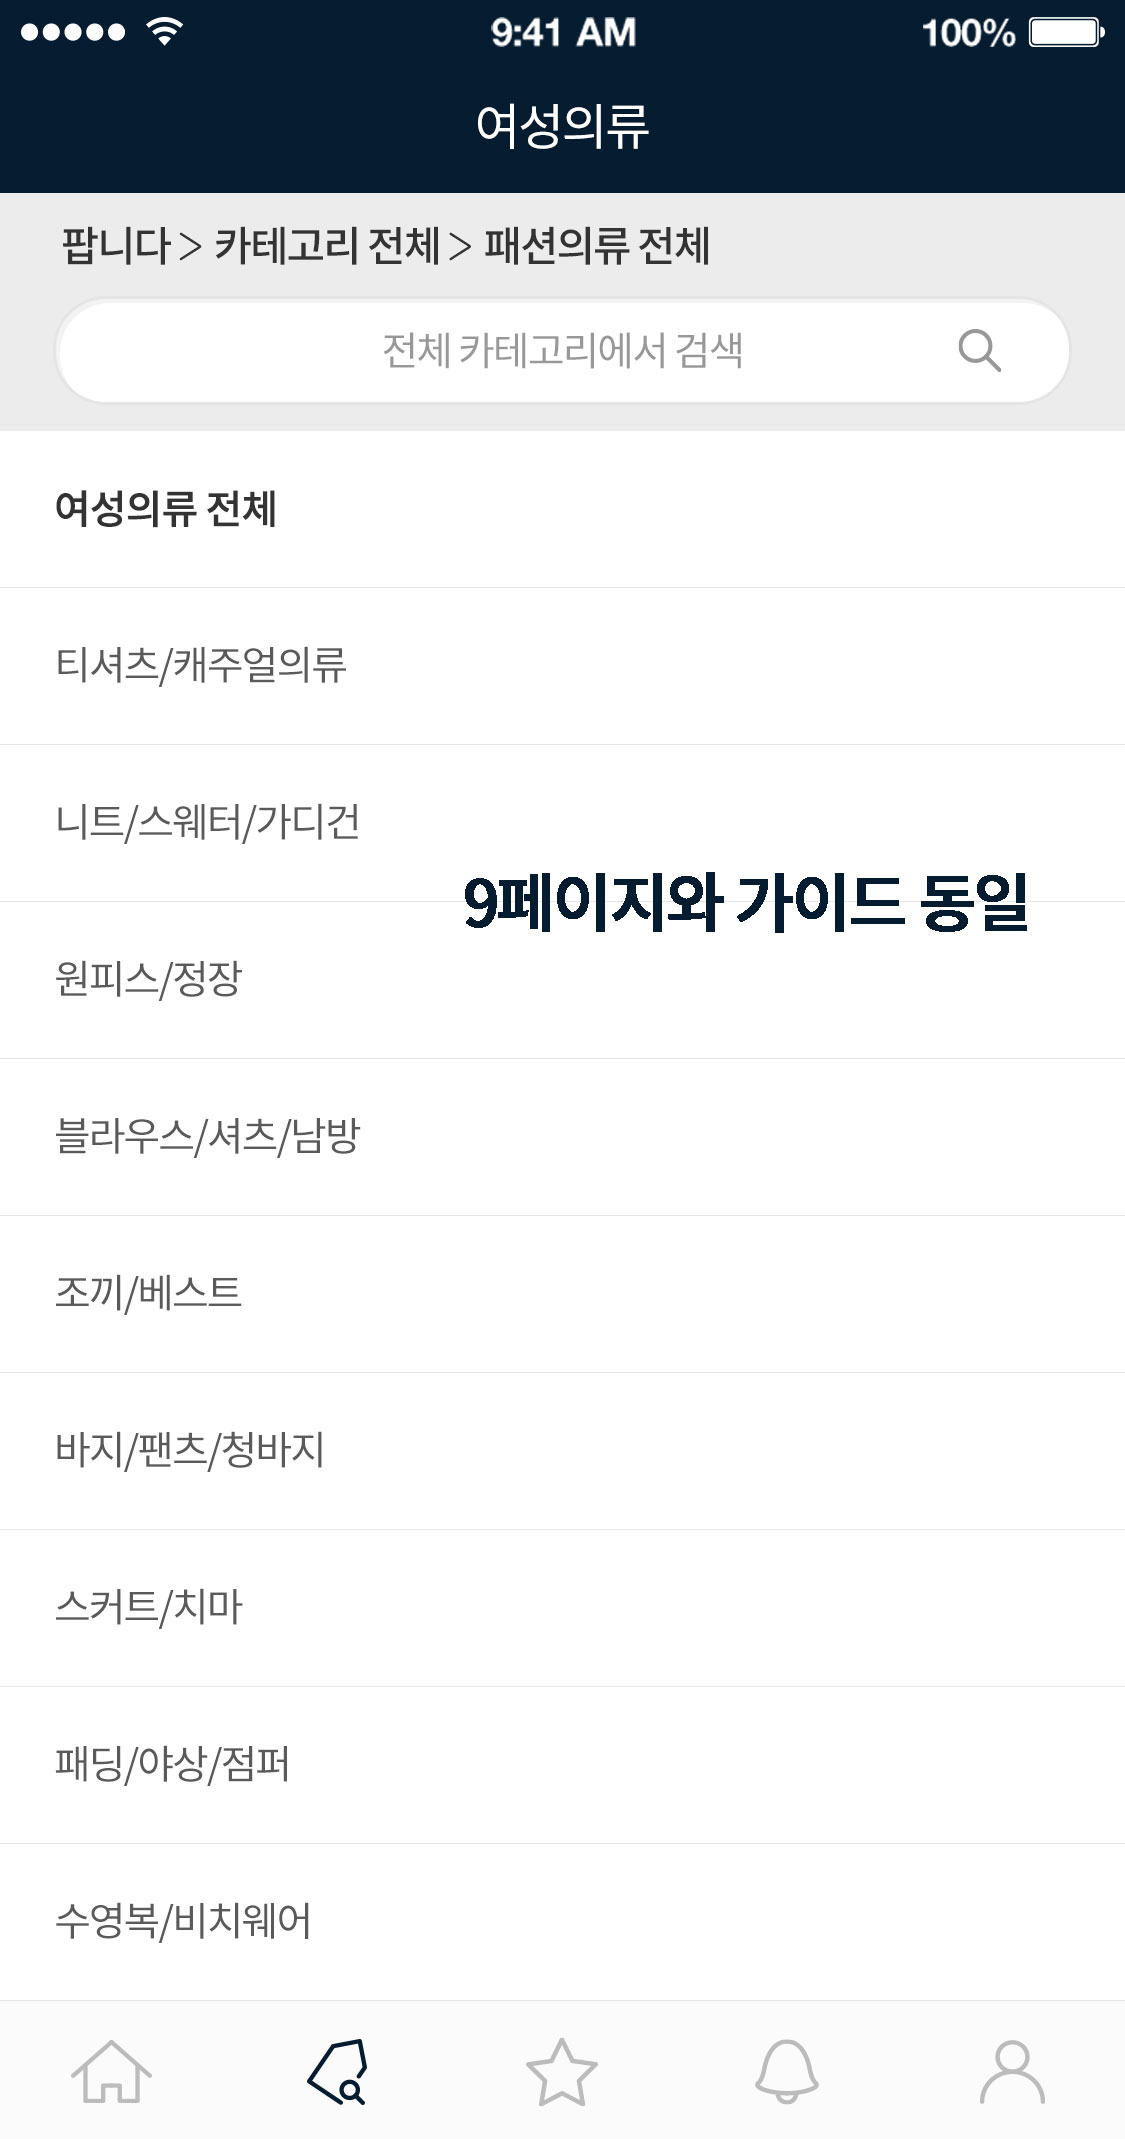 9:41 AM
100%
여성의류
팝니다 > 카테고리 전체 > 패션의류 전체
전체 카테고리에서 검색
여성의류 전체
티셔츠/캐주얼의류
니트/스웨터/가디건
9페이지와 가이드 동일
원피스/정장
블라우스/셔츠/남방
조끼/베스트
바지/팬츠/청바지
스커트/치마
패딩/야상/점퍼
수영복/비치웨어